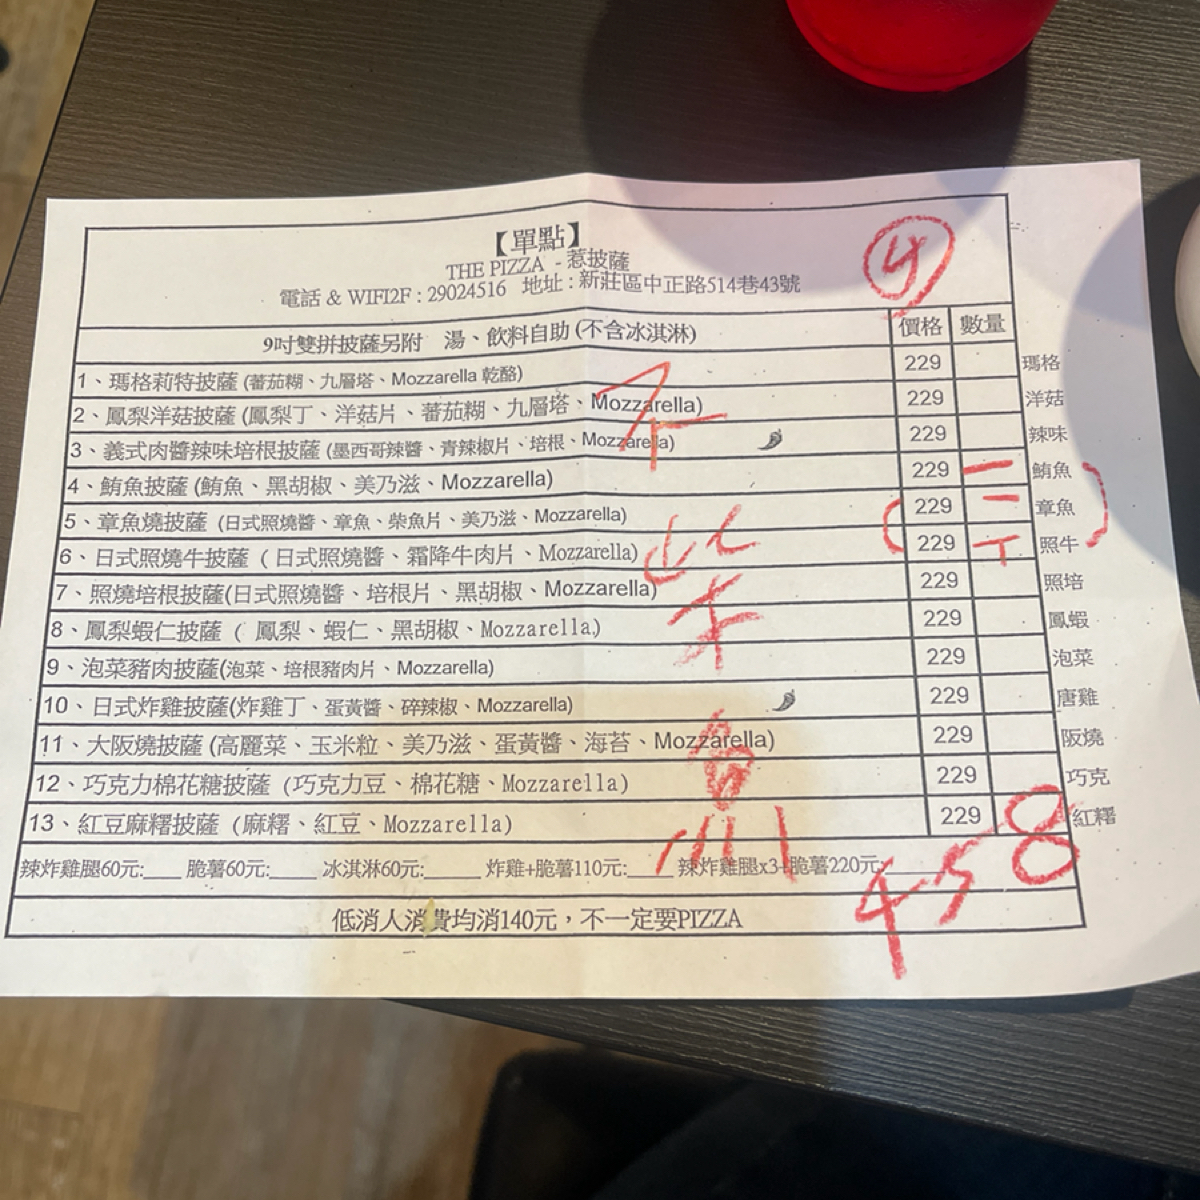 【單點】
THE PIZZA - 惹披薩
電話 & WIFI2F : 29024516 地址 : 新莊區中正路514巷43號
4
9吋雙拼披薩另附 湯、飲料自助 (不含冰淇淋) 價格 數量
1、瑪格莉特披薩 (蕃茄糊、九層塔、Mozzarella 乾酪) 229 瑪格
2、鳳梨洋菇披薩 (鳳梨丁、洋菇片、蕃茄糊、九層塔、Mozzarella) 229 洋菇
3、義式肉醬辣味培根披薩 (墨西哥辣醬、青辣椒片、培根、Mozzarella) 229 辣味
4、鮪魚披薩 (鮪魚、黑胡椒、美乃滋、Mozzarella) 229 一 鮪魚
5、章魚燒披薩 (日式照燒醬、章魚、柴魚片、美乃滋、Mozzarella) 229 章魚
6、日式照燒牛披薩 ( 日式照燒醬、霜降牛肉片、Mozzarella) 229 照牛
7、照燒培根披薩(日式照燒醬、培根片、黑胡椒、Mozzarella) 229 照培
8、鳳梨蝦仁披薩 ( 鳳梨、蝦仁、黑胡椒、Mozzarella) 229 鳳蝦
9、泡菜豬肉披薩(泡菜、培根豬肉片、Mozzarella) 229 泡菜
10、日式炸雞披薩(炸雞丁、蛋黃醬、碎辣椒、Mozzarella) 229 唐雞
11、大阪燒披薩 (高麗菜、玉米粒、美乃滋、蛋黃醬、海苔、Mozzarella) 229 阪燒
12、巧克力棉花糖披薩 (巧克力豆、棉花糖、Mozzarella) 229 巧克
13、紅豆麻糬披薩 (麻糬、紅豆、Mozzarella) 229 紅糬
不
柴魚
458
辣炸雞腿60元:____ 脆薯60元:____ 冰淇淋60元:____ 炸雞+脆薯110元:____ 辣炸雞腿x3+脆薯220元:____
低消人消費均消140元，不一定要PIZZA